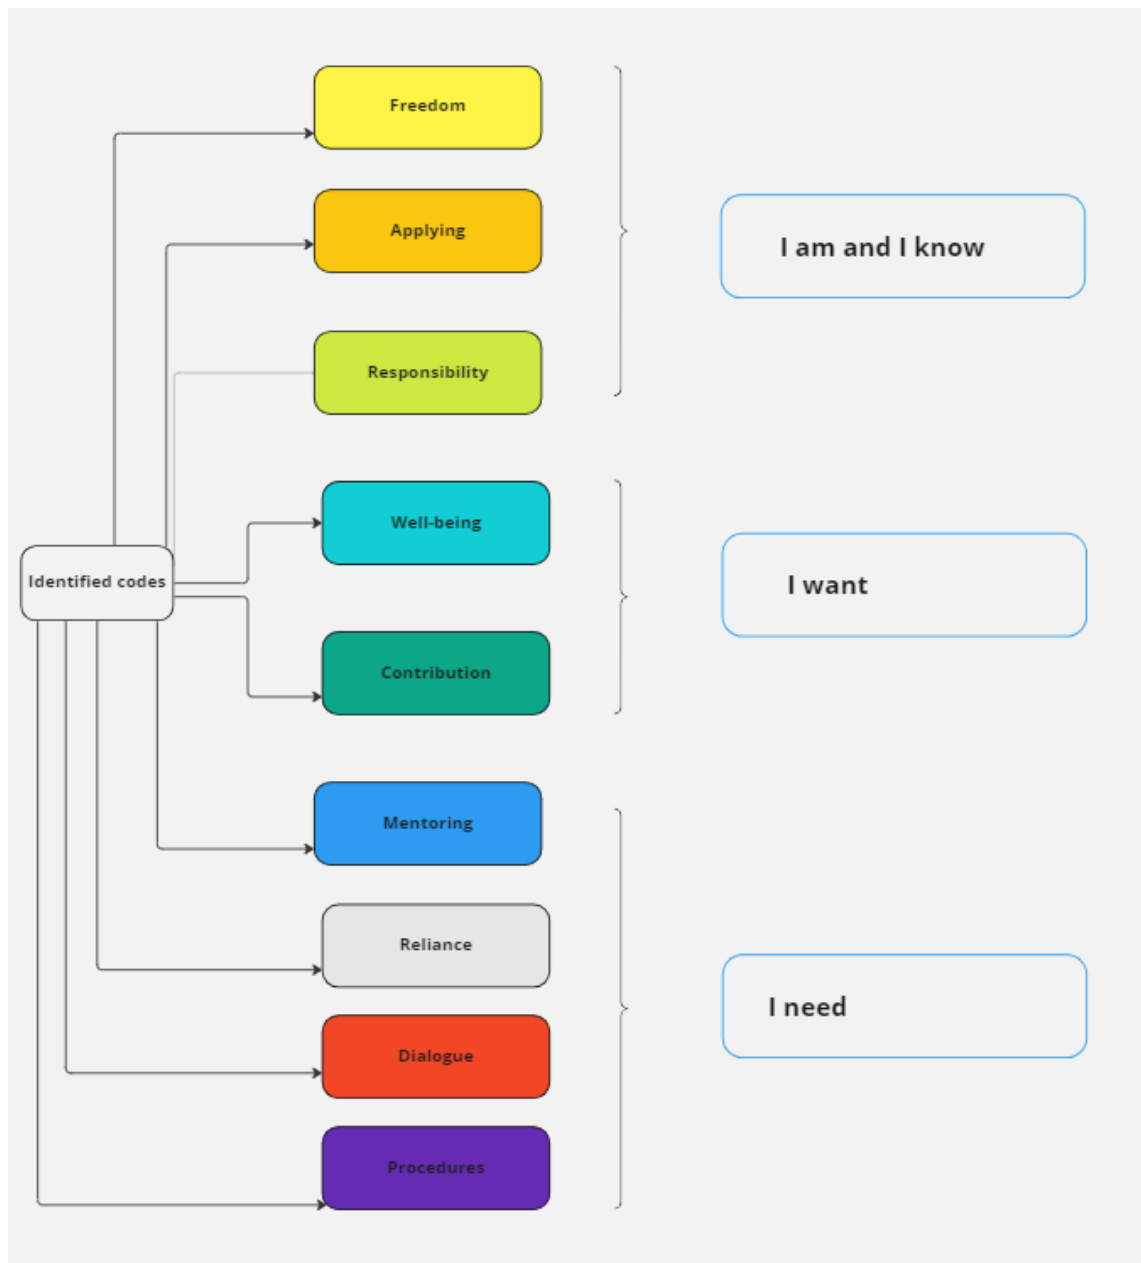 Freedom
Applying
I am and I know
Responsibility
Well-being
Identified codes
I want
Contribution
Mentoring
Reliance
I need
Dialogue
Procedures